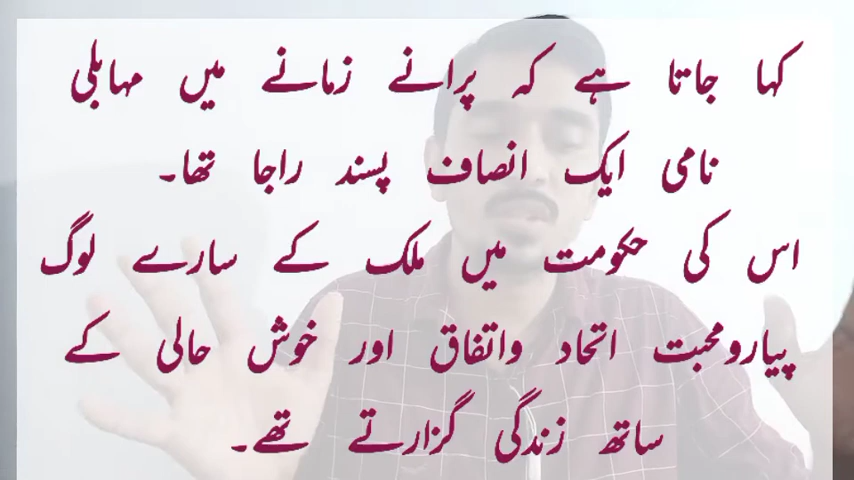 کہا جاتا ہے کہ پرانے زمانے میں مہابلی
نامی ایک انصاف پسند راجا تھا۔
اس کی حکومت میں ملک کے سارے لوگ
پیارومحبت اتحاد واتفاق اور خوش حالی کے
ساتھ زندگی گزارتے تھے۔